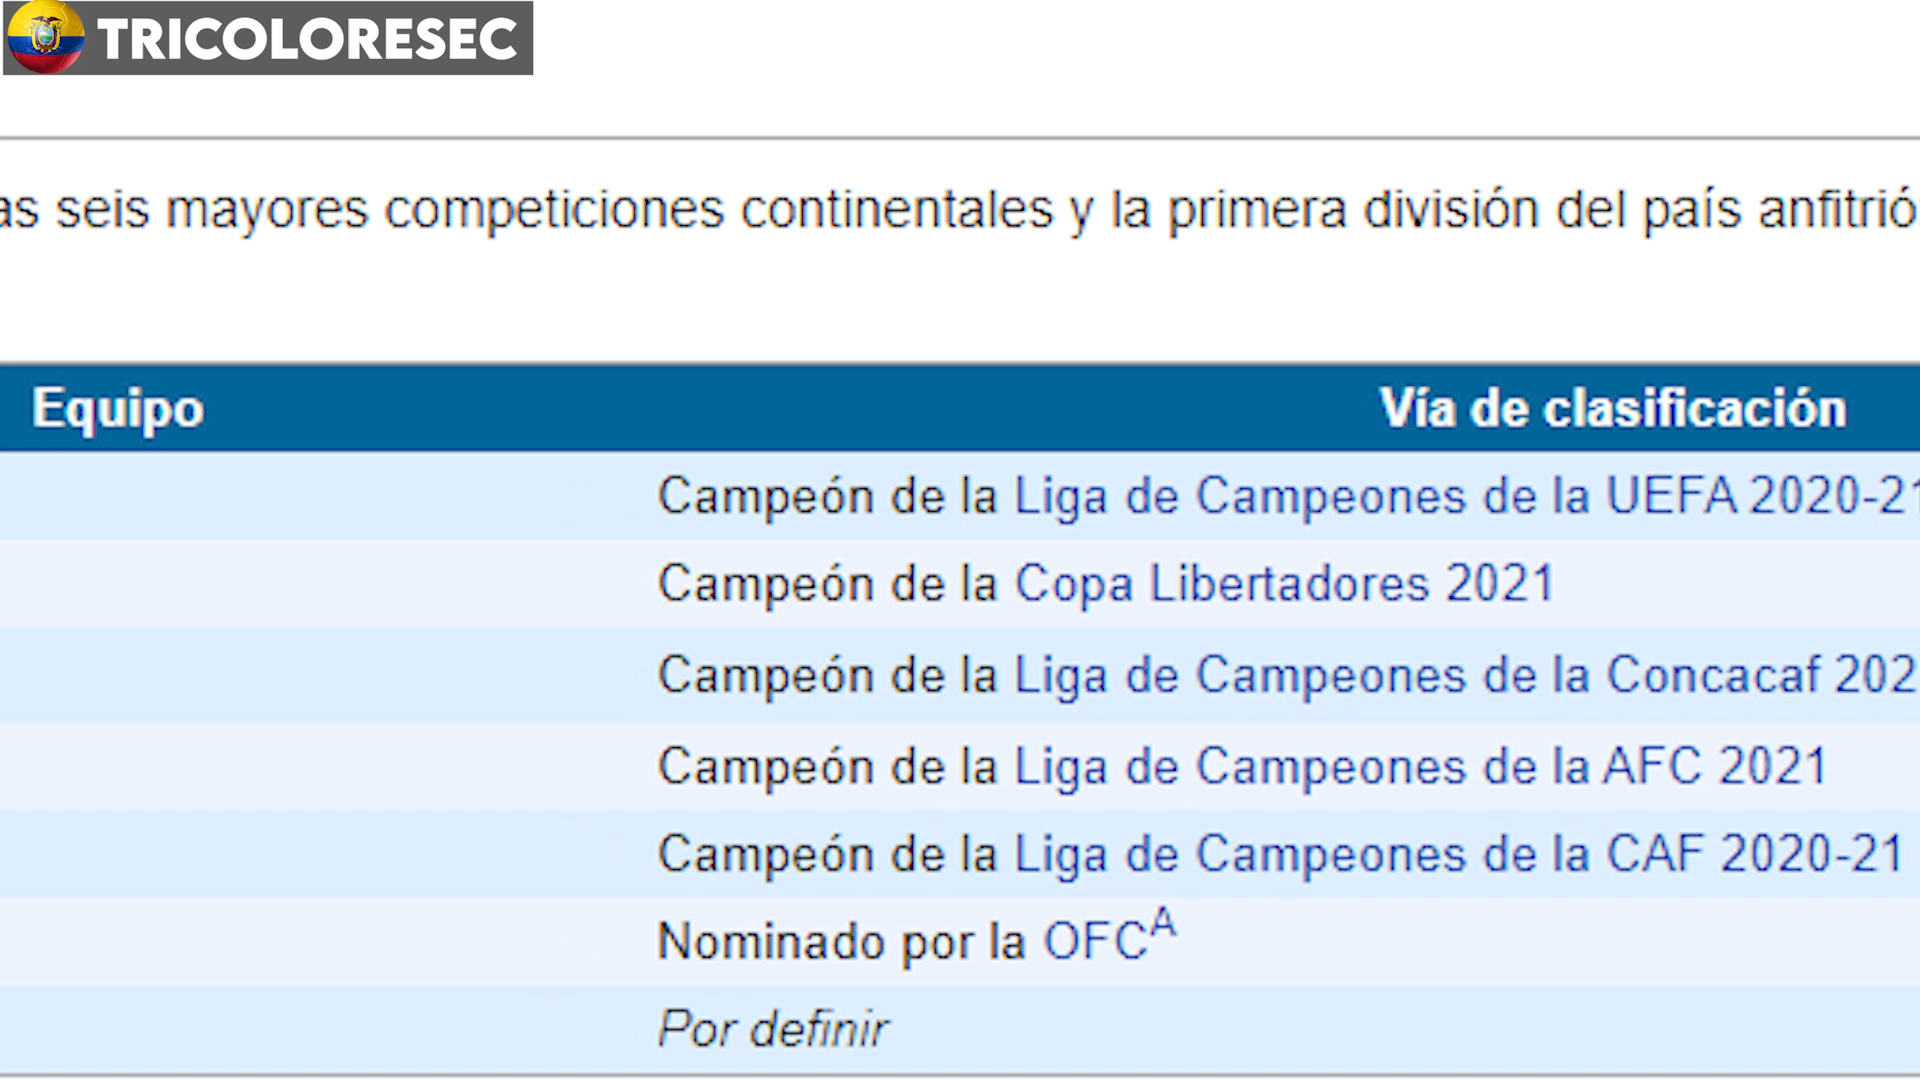 TRICOLORESEC
as seis mayores competiciones continentales y la primera división del país anfitrió
Equipo Vía de clasificación
Campeón de la Liga de Campeones de la UEFA 2020-21
Campeón de la Copa Libertadores 2021
Campeón de la Liga de Campeones de la Concacaf 202
Campeón de la Liga de Campeones de la AFC 2021
Campeón de la Liga de Campeones de la CAF 2020-21
Nominado por la OFCᴬ
Por definir